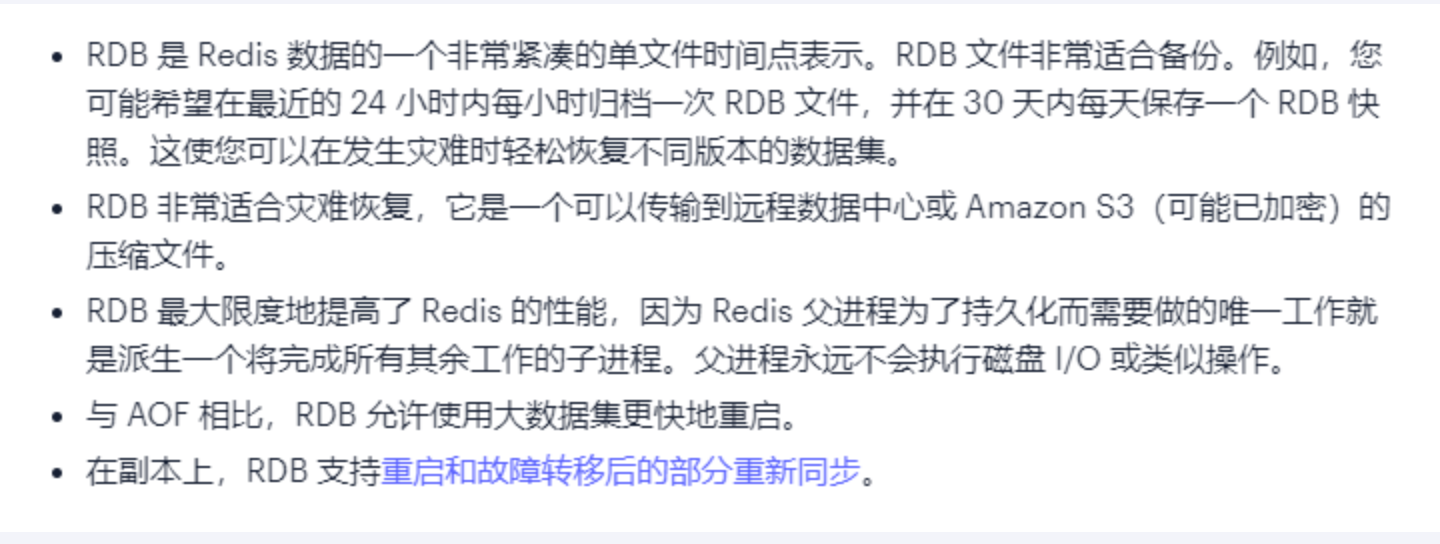 • RDB 是 Redis 数据的一个非常紧凑的单文件时间点表示。RDB 文件非常适合备份。例如，您
可能希望在最近的 24 小时内每小时归档一次 RDB 文件，并在 30 天内每天保存一个 RDB 快
照。这使您可以在发生灾难时轻松恢复不同版本的数据集。
• RDB 非常适合灾难恢复，它是一个可以传输到远程数据中心或 Amazon S3（可能已加密）的
压缩文件。
• RDB 最大限度地提高了 Redis 的性能，因为 Redis 父进程为了持久化而需要做的唯一工作就
是派生一个将完成所有其余工作的子进程。父进程永远不会执行磁盘 I/O 或类似操作。
• 与 AOF 相比，RDB 允许使用大数据集更快地重启。
• 在副本上，RDB 支持重启和故障转移后的部分重新同步。